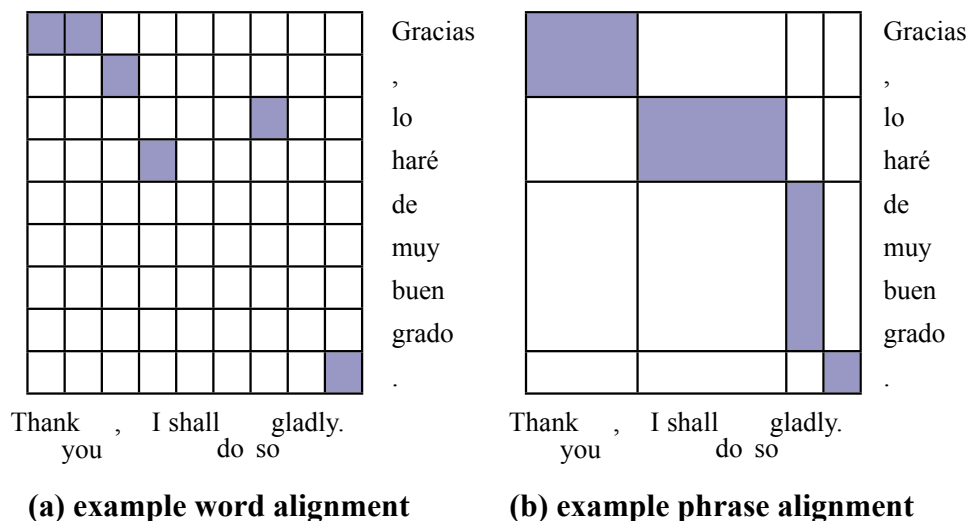 Gracias
,
lo
haré
de
muy
buen
grado
.
Thank , I shall gladly.
you do so
(a) example word alignment
Gracias
,
lo
haré
de
muy
buen
grado
.
Thank , I shall gladly.
you do so
(b) example phrase alignment